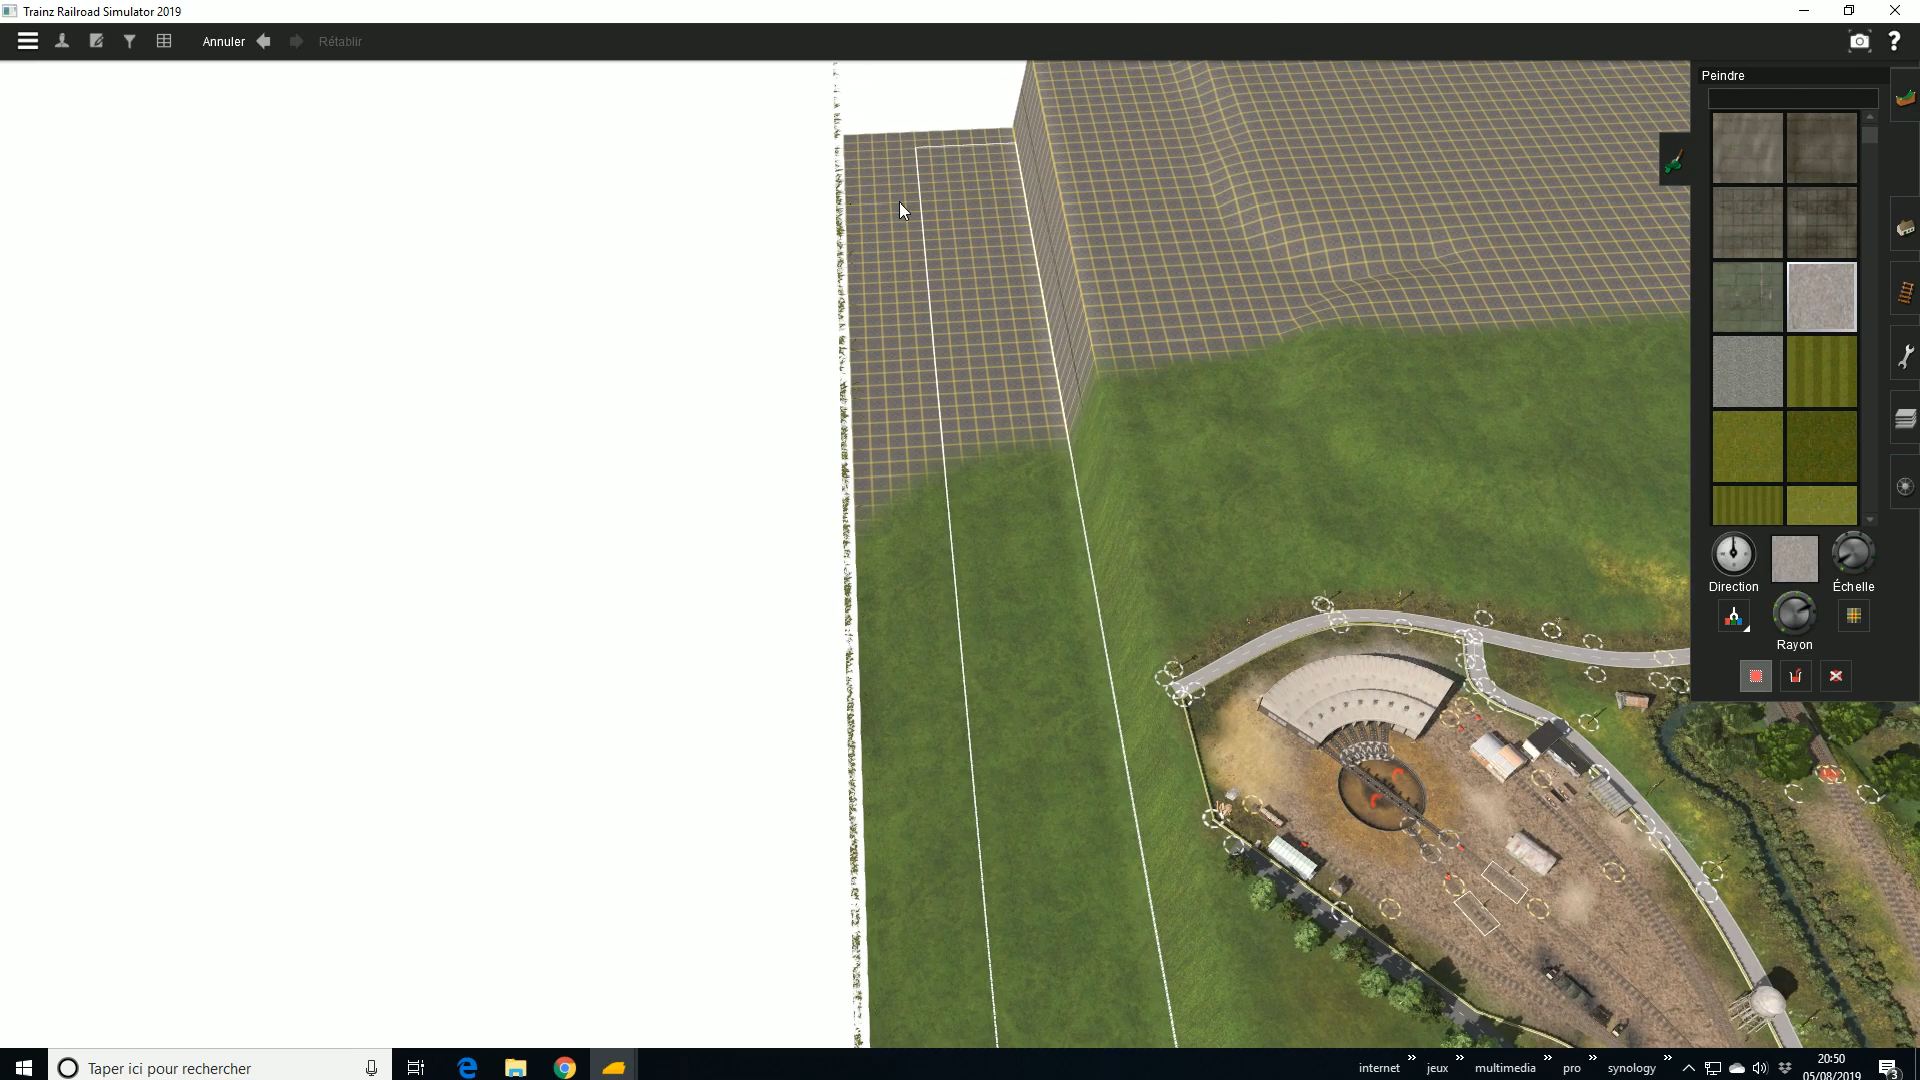 Trainz Railroad Simulator 2019
Annuler
Rétablir
Peindre
Direction
Échelle
Rayon
Taper ici pour rechercher
internet
jeux
multimedia
pro
synology
20:50
05/08/2019
3